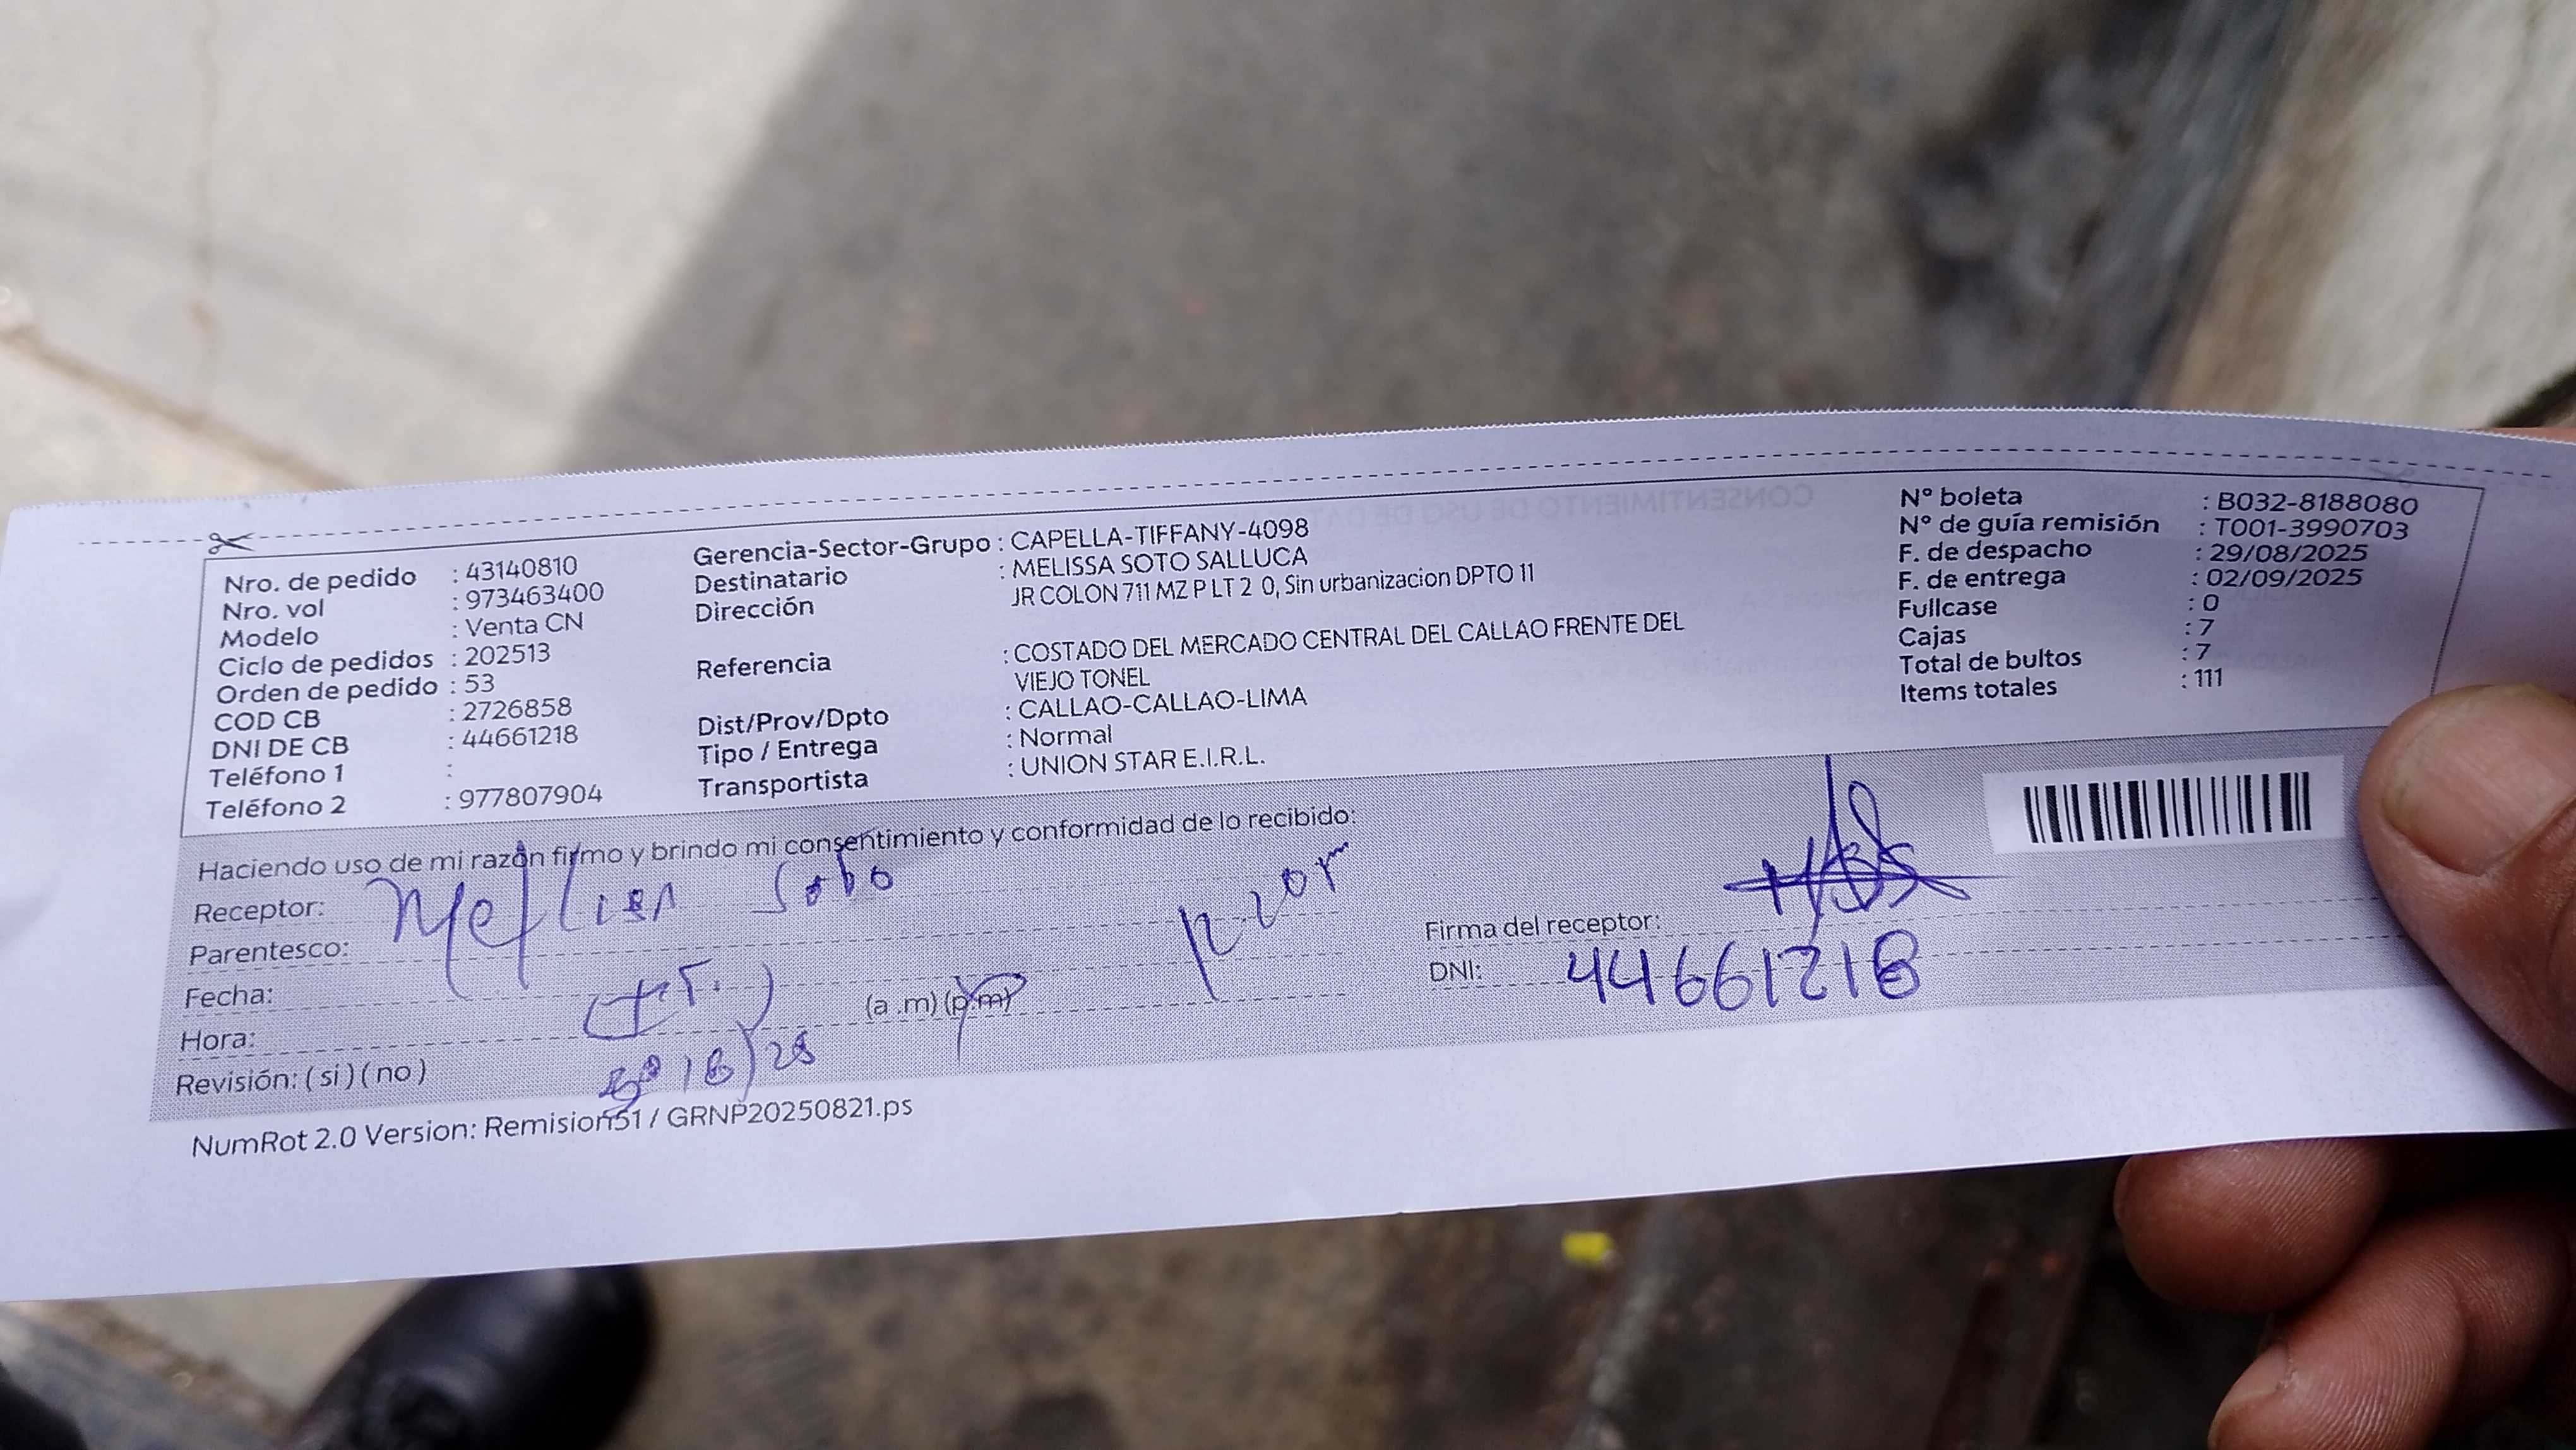 Nro. de pedido : 43140810
Nro. vol : 973463400
Modelo : Venta CN
Ciclo de pedidos : 202513
Orden de pedido : 53
COD CB : 2726858
DNI DE CB : 44661218
Teléfono 1 :
Teléfono 2 : 977807904
Gerencia-Sector-Grupo : CAPELLA-TIFFANY-4098
Destinatario : MELISSA SOTO SALLUCA
Dirección JR COLON 711 MZ P LT 2 0, Sin urbanizacion DPTO 11
Referencia : COSTADO DEL MERCADO CENTRAL DEL CALLAO FRENTE DEL
VIEJO TONEL
Dist/Prov/Dpto : CALLAO-CALLAO-LIMA
Tipo / Entrega : Normal
Transportista : UNION STAR E.I.R.L.
N° boleta : B032-8188080
N° de guía remisión : T001-3990703
F. de despacho : 29/08/2025
F. de entrega : 02/09/2025
Fullcase : 0
Cajas : 7
Total de bultos : 7
Items totales : 111
Haciendo uso de mi razón firmo y brindo mi consentimiento y conformidad de lo recibido:
Receptor: Soto
Parentesco:
Fecha:
Hora: (a .m) (p.m)
Revisión: ( si ) ( no )
Firma del receptor:
DNI: 44661218
NumRot 2.0 Version: Remision51 / GRNP20250821.ps